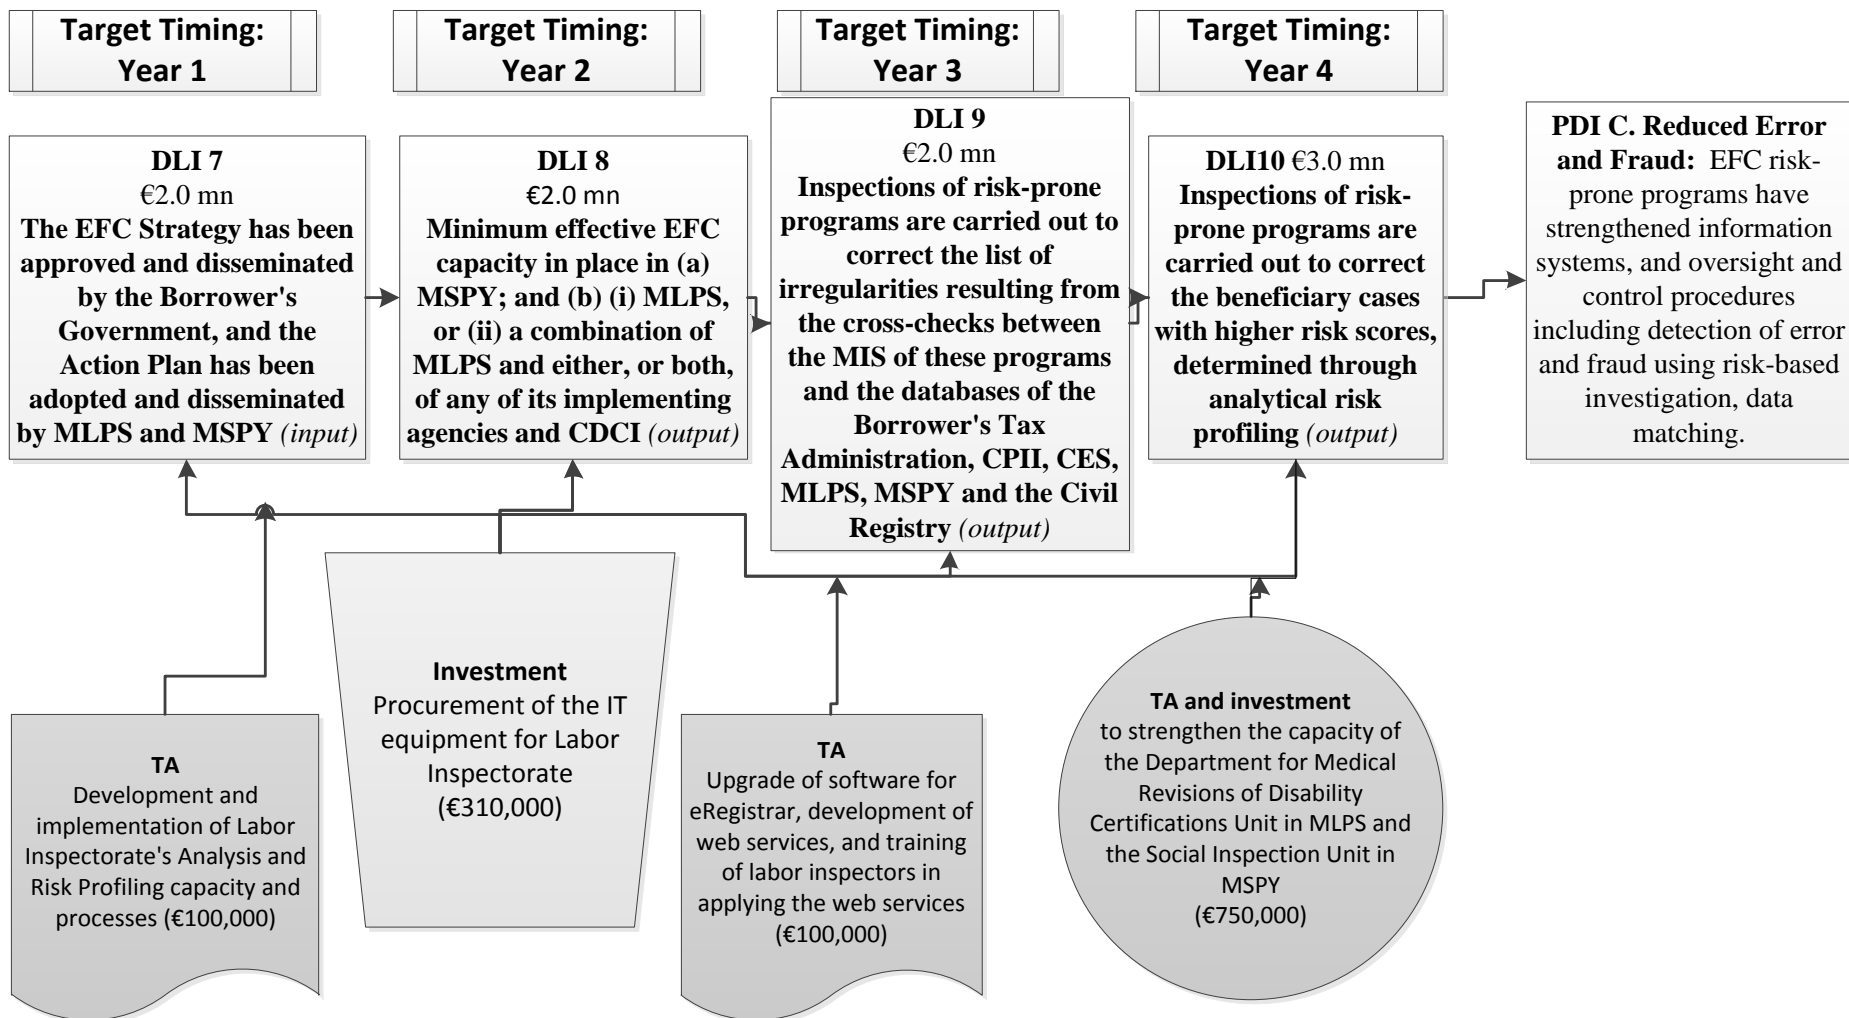 Target Timing:
Year 1
Target Timing:
Year 2
Target Timing:
Year 3
Target Timing:
Year 4
DLI 7
€2.0 mn
The EFC Strategy has been
approved and disseminated
by the Borrower's
Government, and the
Action Plan has been
adopted and disseminated
by MLPS and MSPY (input)
DLI 8
€2.0 mn
Minimum effective EFC
capacity in place in (a)
MSPY; and (b) (i) MLPS,
or (ii) a combination of
MLPS and either, or both,
of any of its implementing
agencies and CDCI (output)
DLI 9
€2.0 mn
Inspections of risk-prone
programs are carried out to
correct the list of
irregularities resulting from
the cross-checks between
the MIS of these programs
and the databases of the
Borrower's Tax
Administration, CPII, CES,
MLPS, MSPY and the Civil
Registry (output)
DLI10 €3.0 mn
Inspections of risk-
prone programs are
carried out to correct
the beneficiary cases
with higher risk scores,
determined through
analytical risk
profiling (output)
PDI C. Reduced Error
and Fraud: EFC risk-
prone programs have
strengthened information
systems, and oversight and
control procedures
including detection of error
and fraud using risk-based
investigation, data
matching.
TA
Development and
implementation of Labor
Inspectorate's Analysis and
Risk Profiling capacity and
processes (€100,000)
Investment
Procurement of the IT
equipment for Labor
Inspectorate
(€310,000)
TA
Upgrade of software for
eRegistrar, development of
web services, and training
of labor inspectors in
applying the web services
(€100,000)
TA and investment
to strengthen the capacity of
the Department for Medical
Revisions of Disability
Certifications Unit in MLPS and
the Social Inspection Unit in
MSPY
(€750,000)